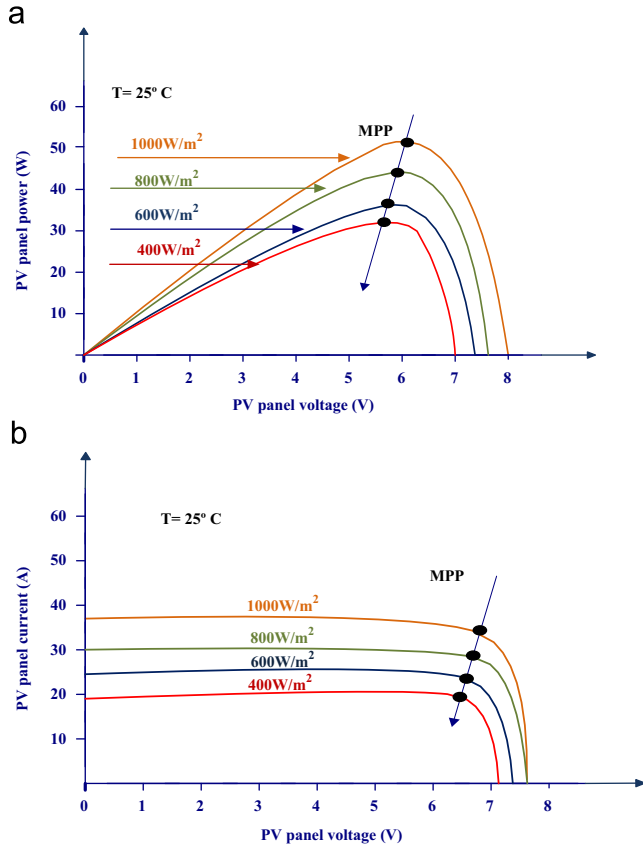 a
T= 25º C
60
50
40
30
20
10
PV panel power (W)
MPP
1000W/m²
800W/m²
600W/m²
400W/m²
0 1 2 3 4 5 6 7 8
PV panel voltage (V)
b
T= 25º C
60
50
40
30
20
10
PV panel current (A)
MPP
1000W/m²
800W/m²
600W/m²
400W/m²
0 1 2 3 4 5 6 7 8
PV panel voltage (V)